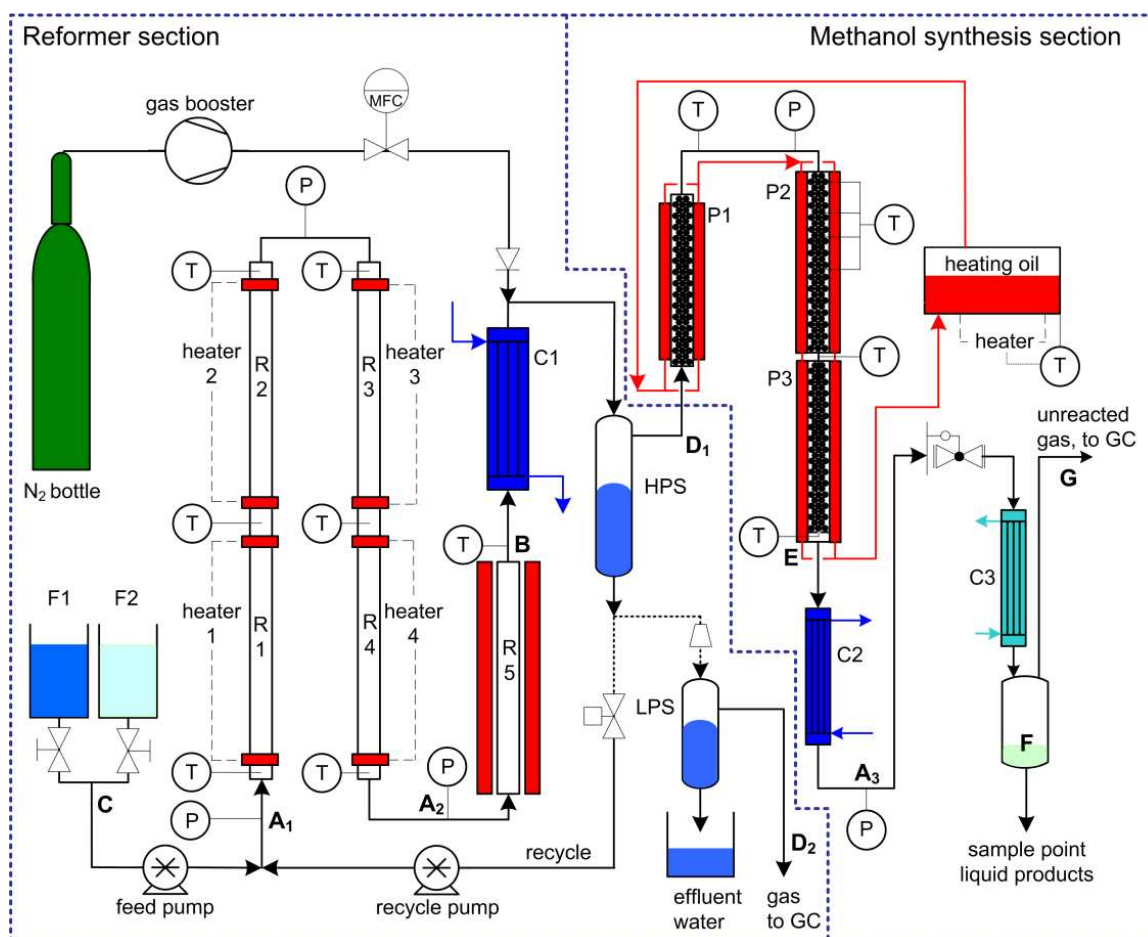 Reformer section
Methanol synthesis section
gas booster
MFC
N2 bottle
P
T
T
heater
2
R
2
R
3
heater
3
T
T
heater
1
R
1
R
4
heater
4
T
T
F1
F2
C
P
A1
P
A2
feed pump
recycle pump
recycle
C1
T
B
R
5
HPS
D1
LPS
effluent
water
D2
gas
to GC
T
P
P1
P2
T
T
P3
T
E
heating oil
heater
T
C2
A3
P
unreacted
gas, to GC
G
C3
F
sample point
liquid products